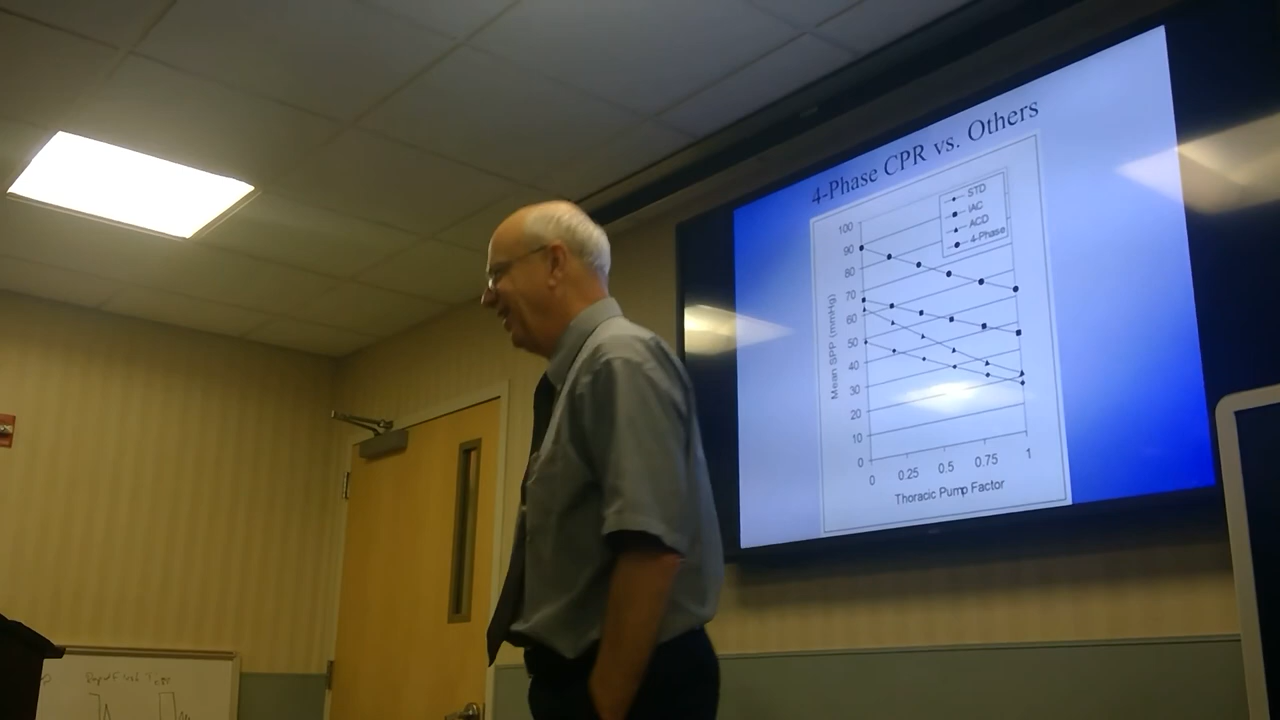 4-Phase CPR vs. Others
STD
IAC
ACD
4-Phase
100
90
80
70
60
50
40
30
20
10
0
Mean SPP (mmHg)
0 0.25 0.5 0.75 1
Thoracic Pump Factor